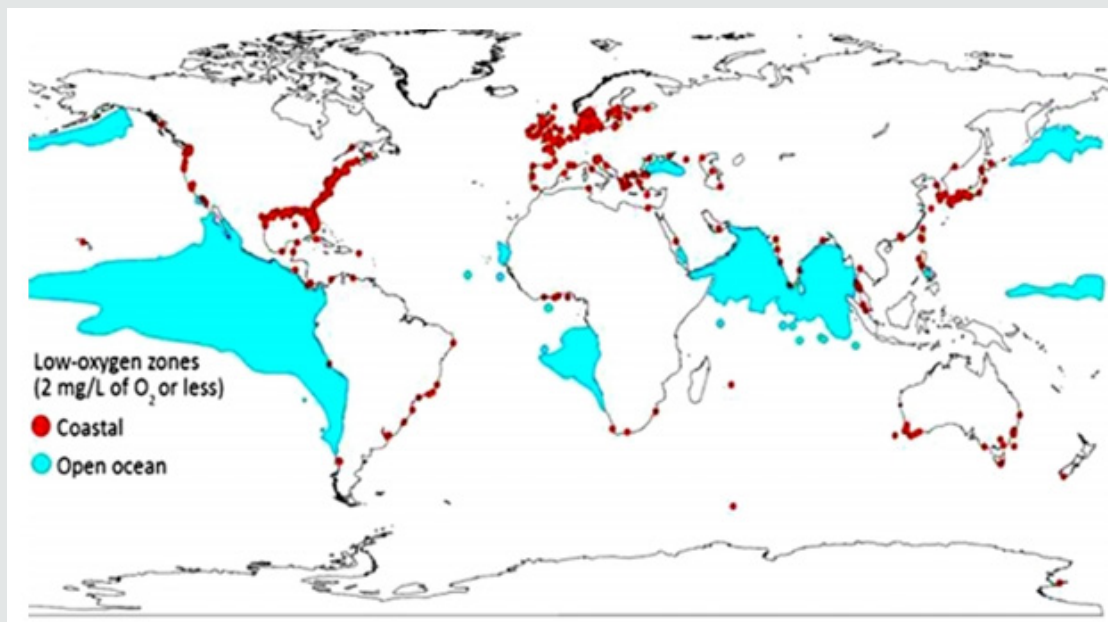 Low-oxygen zones
(2 mg/L of O₂ or less)
Coastal
Open ocean